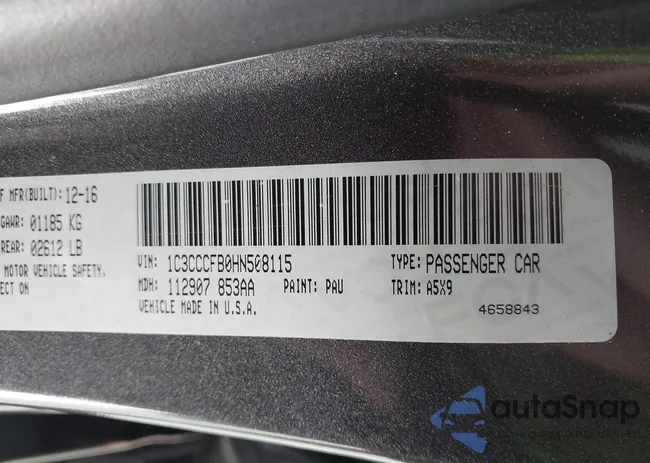 F MFR(BUILT): 12-16
GAWR: 01185 KG
REAR: 02612 LB
MOTOR VEHICLE SAFETY,
ECT ON
VIN: 1C3CCCFB0HN508115
TYPE: PASSENGER CAR
MDH: 112907 853AA
PAINT: PAU
TRIM: A5X9
VEHICLE MADE IN U.S.A.
4658843
autaSnap